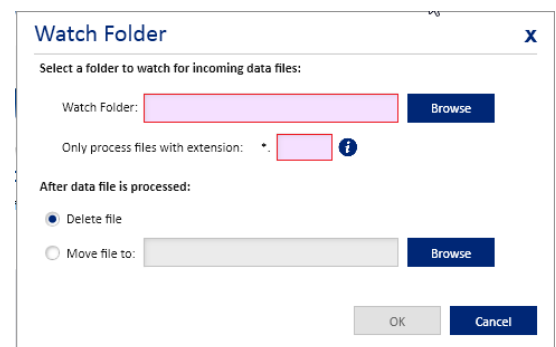 Watch Folder x
Select a folder to watch for incoming data files:
Watch Folder: Browse
Only process files with extension: *. i
After data file is processed:
Delete file
Move file to: Browse
OK Cancel